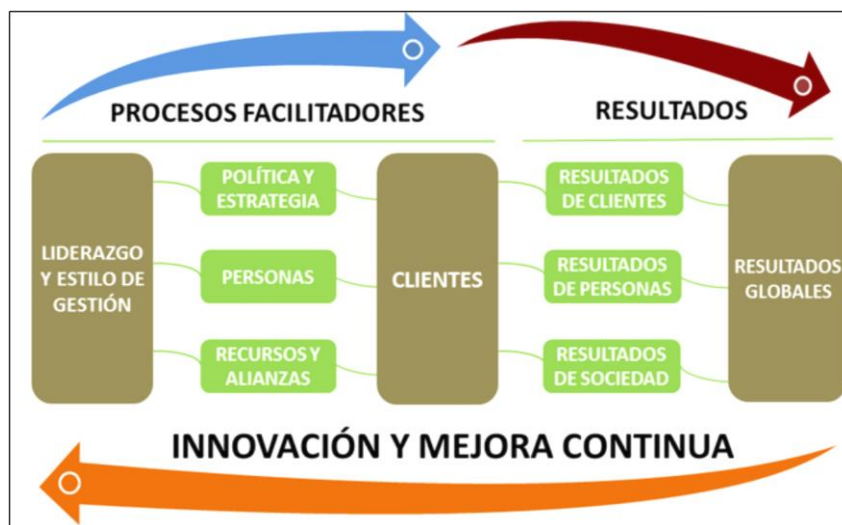 PROCESOS FACILITADORES
RESULTADOS
LIDERAZGO
Y ESTILO DE
GESTIÓN
POLÍTICA Y
ESTRATEGIA
PERSONAS
RECURSOS Y
ALIANZAS
CLIENTES
RESULTADOS
DE CLIENTES
RESULTADOS
DE PERSONAS
RESULTADOS
DE SOCIEDAD
RESULTADOS
GLOBALES
INNOVACIÓN Y MEJORA CONTINUA